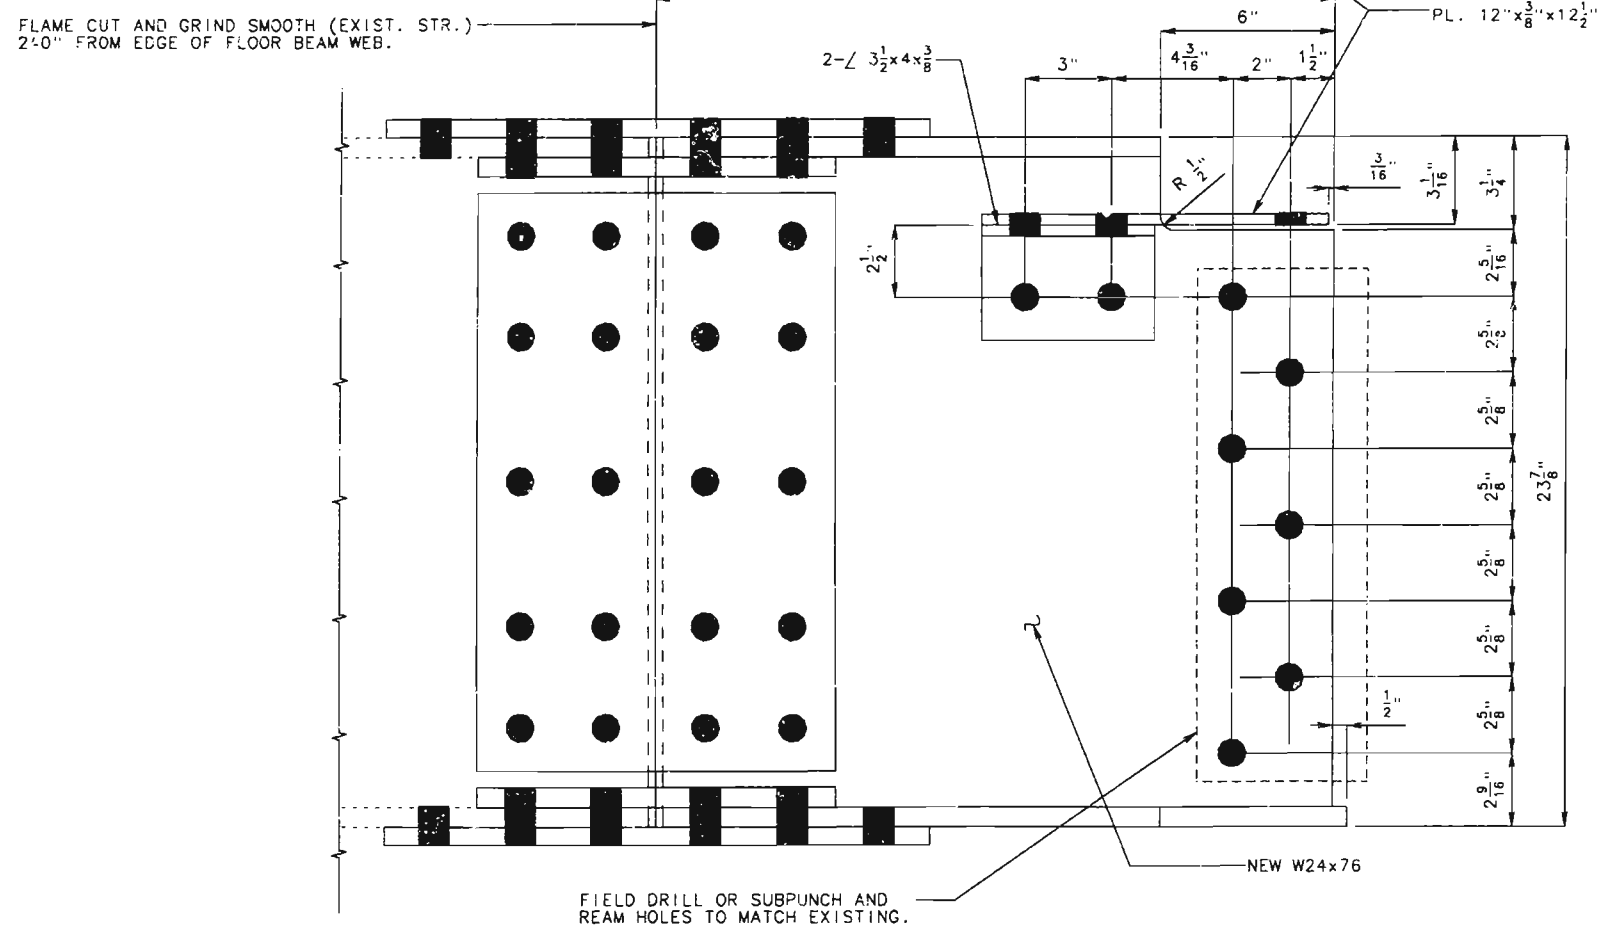 FLAME CUT AND GRIND SMOOTH (EXIST. STR.)
2'-0" FROM EDGE OF FLOOR BEAM WEB.
PL. 12"x3/8"x12 1/2"
6"
2-∠ 3 1/2x4x3/8
3"
4 3/16"
2"
1 1/2"
R 1/2"
3/16"
3 1/16"
3 1/4"
2 1/2"
2 5/16"
2 5/8"
2 5/8"
2 5/8"
23 7/8"
2 5/8"
2 5/8"
2 5/8"
1/2"
2 9/16"
NEW W24x76
FIELD DRILL OR SUBPUNCH AND
REAM HOLES TO MATCH EXISTING.